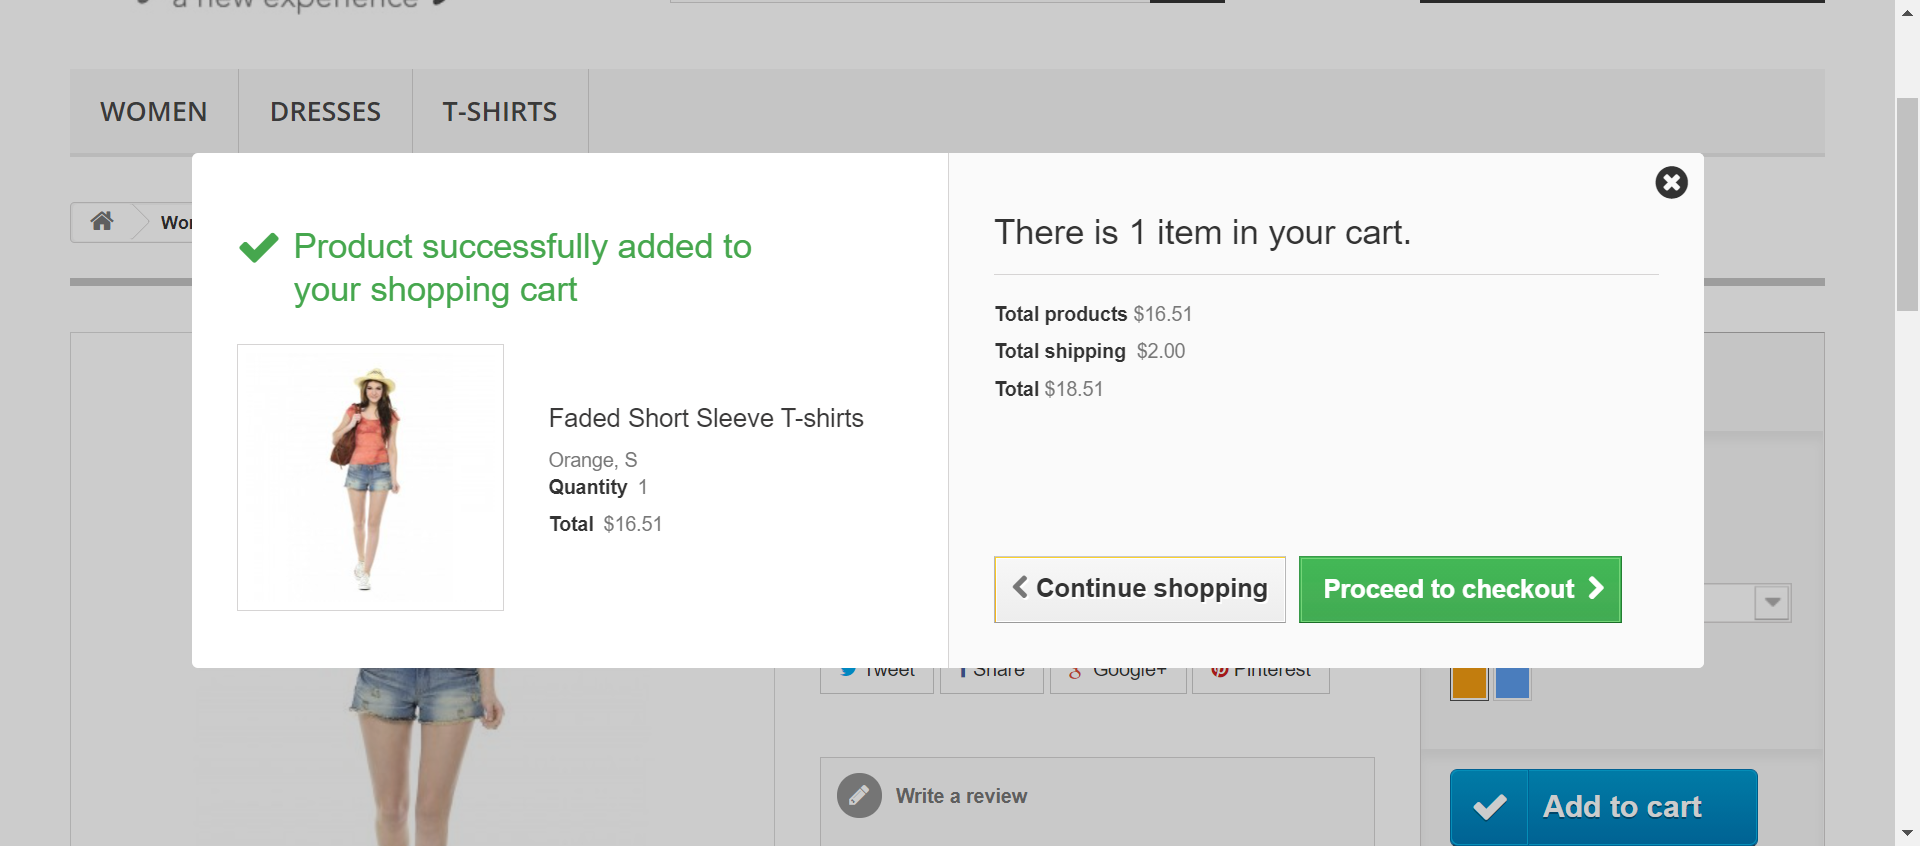 a new experience
WOMEN
DRESSES
T-SHIRTS
Product successfully added to
your shopping cart
Faded Short Sleeve T-shirts
Orange, S
Quantity 1
Total $16.51
There is 1 item in your cart.
Total products $16.51
Total shipping $2.00
Total $18.51
Continue shopping
Proceed to checkout
Tweet
Share
Google+
Pinterest
Write a review
Add to cart